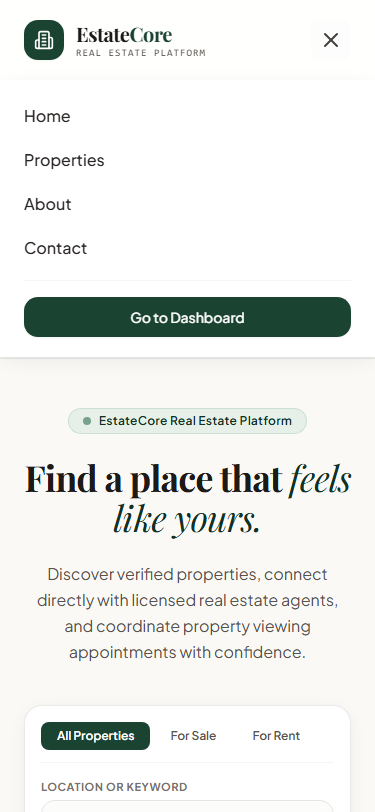 EstateCore
REAL ESTATE PLATFORM
Home
Properties
About
Contact
Go to Dashboard
EstateCore Real Estate Platform
Find a place that feels
like yours.
Discover verified properties, connect
directly with licensed real estate agents,
and coordinate property viewing
appointments with confidence.
All Properties For Sale For Rent
LOCATION OR KEYWORD